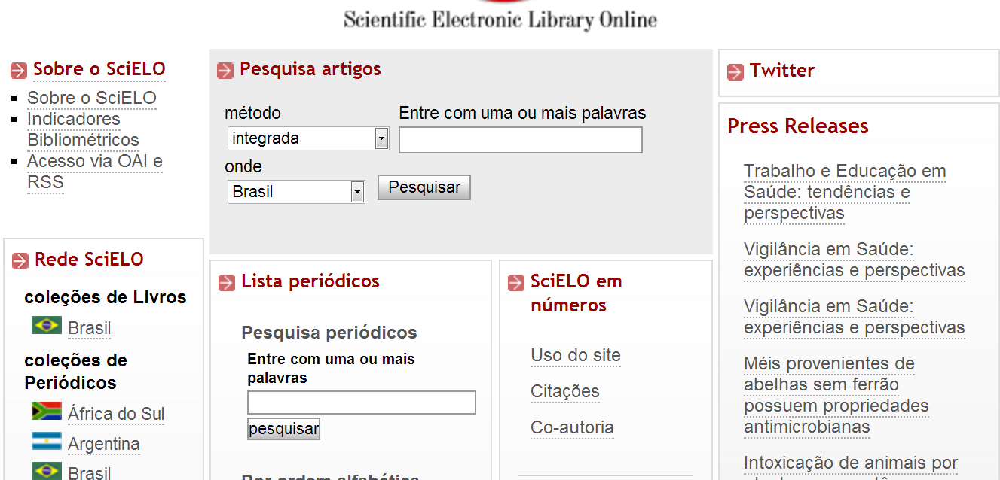 Scientific Electronic Library Online
Sobre o SciELO
Sobre o SciELO
Indicadores
Bibliométricos
Acesso via OAI e
RSS
Rede SciELO
coleções de Livros
Brasil
coleções de
Periódicos
África do Sul
Argentina
Brasil
Pesquisa artigos
método
Entre com uma ou mais palavras
integrada
onde
Brasil
Pesquisar
Lista periódicos
Pesquisa periódicos
Entre com uma ou mais
palavras
pesquisar
Por ordem alfabética
SciELO em
números
Uso do site
Citações
Co-autoria
Twitter
Press Releases
Trabalho e Educação em
Saúde: tendências e
perspectivas
Vigilância em Saúde:
experiências e perspectivas
Vigilância em Saúde:
experiências e perspectivas
Méis provenientes de
abelhas sem ferrão
possuem propriedades
antimicrobianas
Intoxicação de animais por